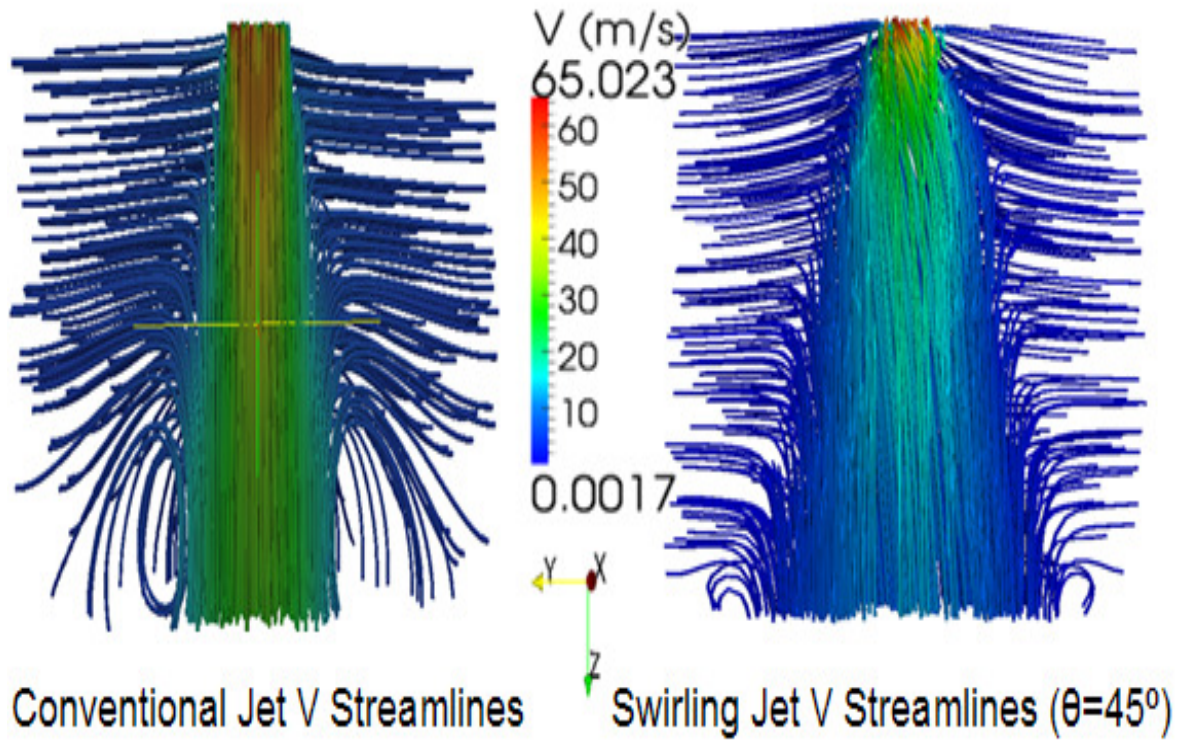 V (m/s)
65.023
60
50
40
30
20
10
0.0017
Y X
Z
Conventional Jet V Streamlines
Swirling Jet V Streamlines (θ=45º)